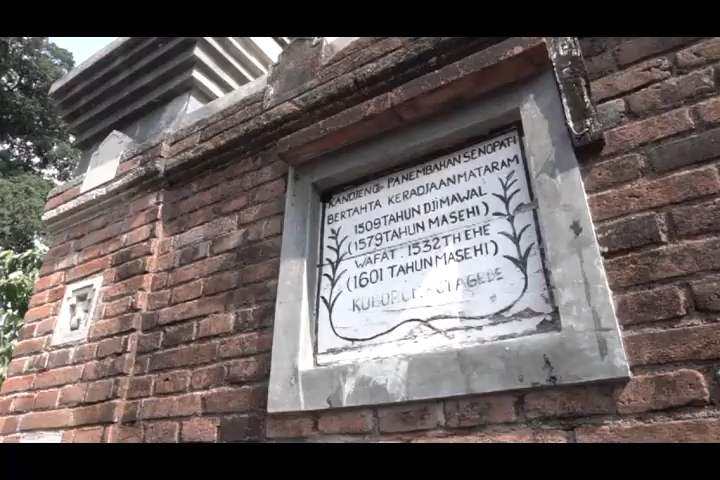 KANDJENG PANEMBAHAN SENOPATI
BERTAHTA KERADJAAN MATARAM
1509 TAHUN DJIMAWAL
(1579 TAHUN MASEHI)
WAFAT. 1532 TH EHE
(1601 TAHUN MASEHI)